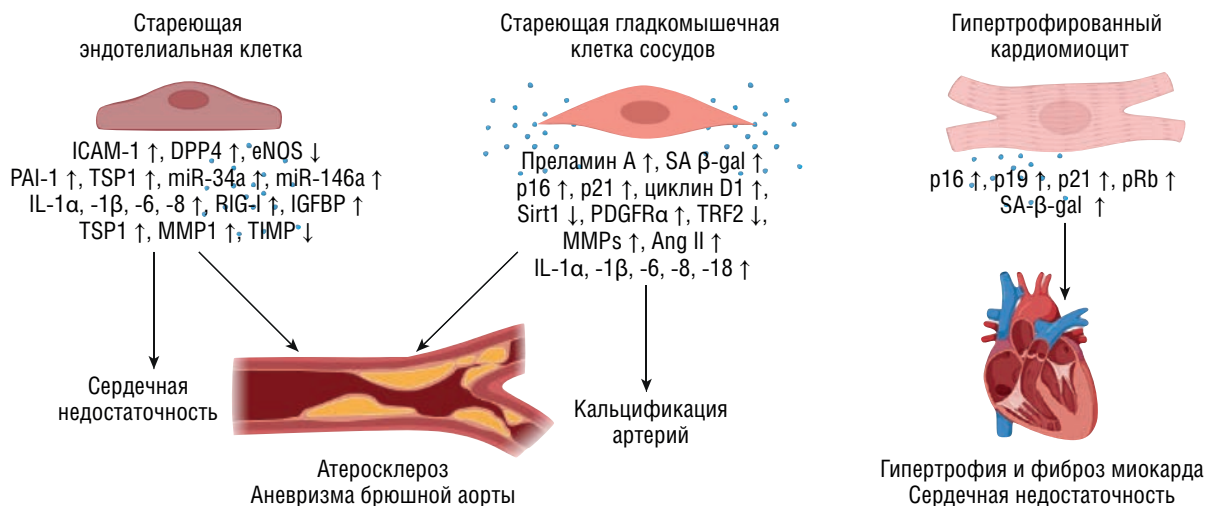 Стареющая
эндотелиальная клетка
ICAM-1 ↑, DPP4 ↑, eNOS ↓
PAI-1 ↑, TSP1 ↑, miR-34a ↑, miR-146a ↑
IL-1α, -1β, -6, -8 ↑, RIG-I ↑, IGFBP ↑
TSP1 ↑, MMP1 ↑, TIMP ↓
Стареющая гладкомышечная
клетка сосудов
Преламин А ↑, SA β-gal ↑
p16 ↑, p21 ↑, циклин D1 ↑,
Sirt1 ↓, PDGFRα ↑, TRF2 ↓,
MMPs ↑, Ang II ↑
IL-1α, -1β, -6, -8, -18 ↑
Гипертрофированный
кардиомиоцит
p16 ↑, p19 ↑, p21 ↑, pRb ↑
SA-β-gal ↑
Сердечная
недостаточность
Атеросклероз
Аневризма брюшной аорты
Кальцификация
артерий
Гипертрофия и фиброз миокарда
Сердечная недостаточность